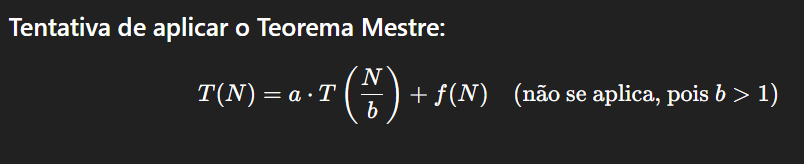 Tentativa de aplicar o Teorema Mestre:
T(N) = a · T(N/b) + f(N) (não se aplica, pois b > 1)